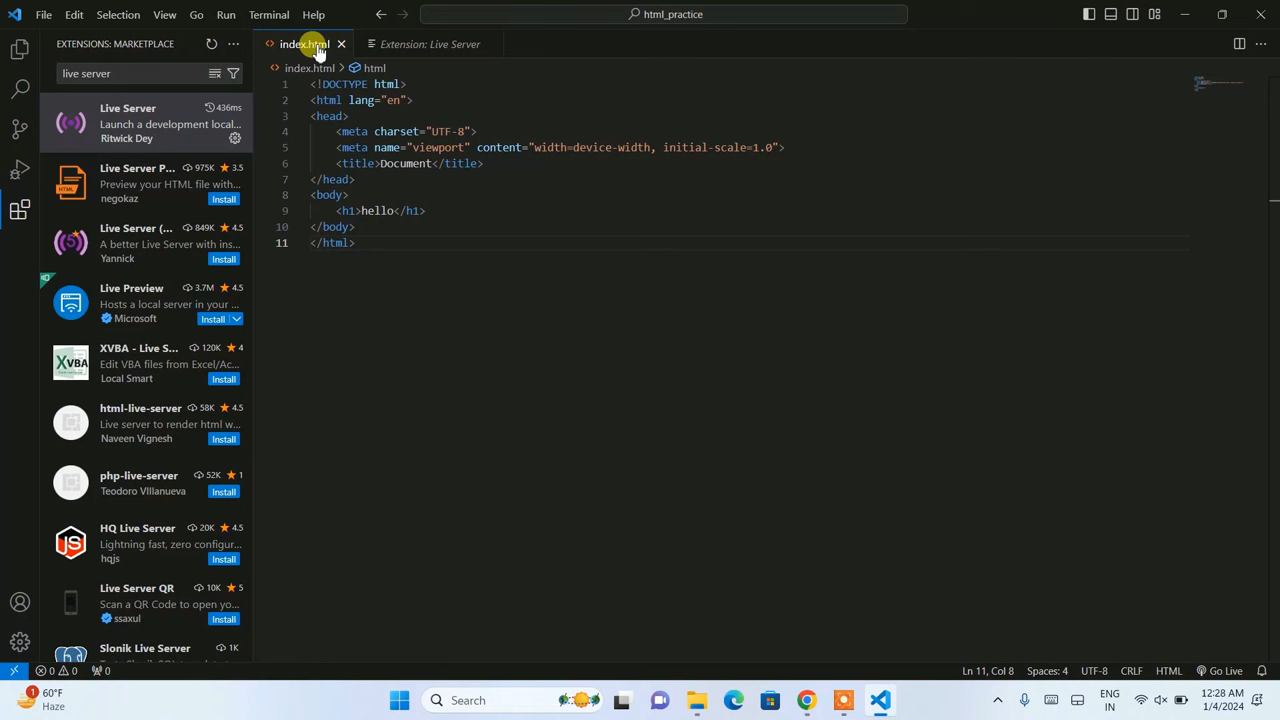 File Edit Selection View Go Run Terminal Help
html_practice
EXTENSIONS: MARKETPLACE
live server
Live Server 436ms
Launch a development local...
Ritwick Dey
Live Server P... 975K 3.5
Preview your HTML file with...
negokaz Install
Live Server (... 849K 4.5
A better Live Server with ins...
Yannick Install
Live Preview 3.7M 4.5
Hosts a local server in your ...
Microsoft Install
XVBA - Live S... 120K 4
Edit VBA files from Excel/Ac...
Local Smart Install
html-live-server 58K 4.5
Live server to render html w...
Naveen Vignesh Install
php-live-server 52K 1
Teodoro VIllanueva Install
HQ Live Server 20K 4.5
Lightning fast, zero configur...
hqjs Install
Live Server QR 10K 5
Scan a QR Code to open yo...
ssaxul Install
Slonik Live Server 1K
index.html Extension: Live Server
index.html > html
1 <!DOCTYPE html>
2 <html lang="en">
3 <head>
4 <meta charset="UTF-8">
5 <meta name="viewport" content="width=device-width, initial-scale=1.0">
6 <title>Document</title>
7 </head>
8 <body>
9 <h1>hello</h1>
10 </body>
11 </html>
0 0 0 Ln 11, Col 8 Spaces: 4 UTF-8 CRLF HTML Go Live
1 60°F
Haze
Search
ENG
IN
12:28 AM
1/4/2024